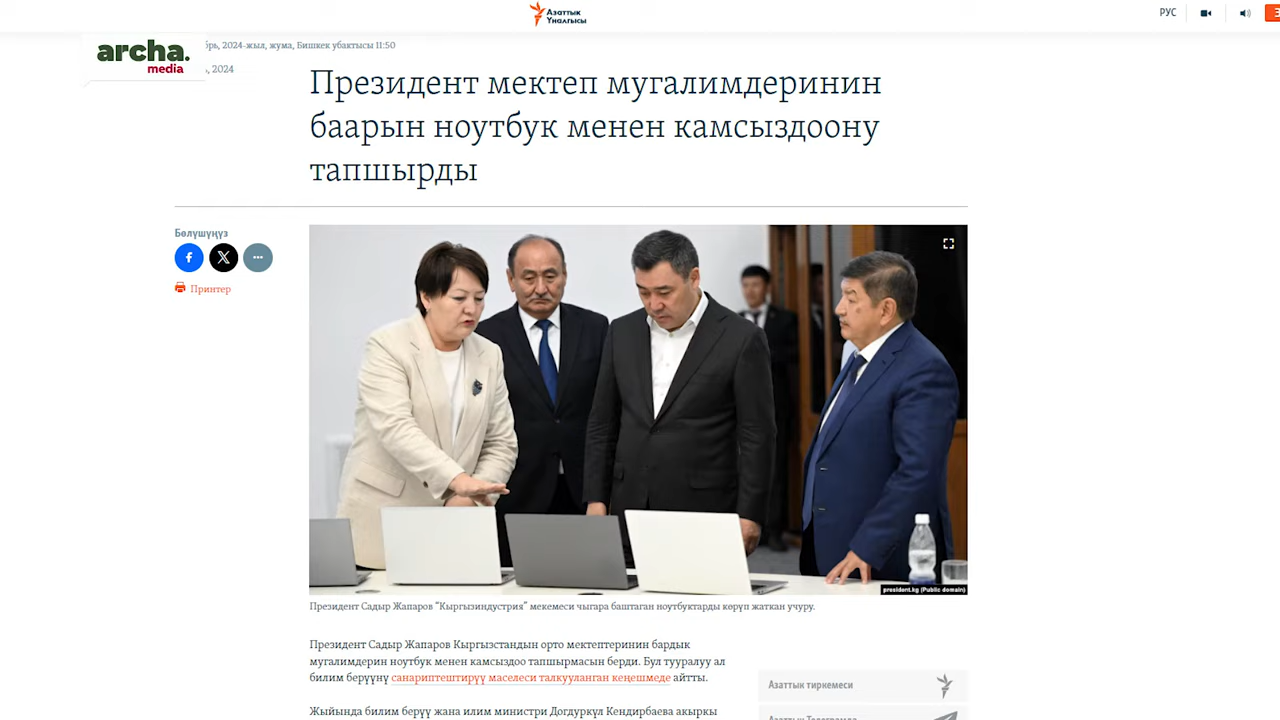 Азаттык
Үналгысы
РУС
archa.
media
брь, 2024-жыл, жума, Бишкек убактысы 11:50
ь, 2024
Президент мектеп мугалимдеринин
баарын ноутбук менен камсыздоону
тапшырды
Бөлүшүңүз
Принтер
president.kg (Public domain)
Президент Садыр Жапаров “Кыргызиндустрия” мекемеси чыгара баштаган ноутбуктарды көрүп жаткан учуру.
Президент Садыр Жапаров Кыргызстандын орто мектептеринин бардык
мугалимдерин ноутбук менен камсыздоо тапшырмасын берди. Бул тууралуу ал
билим берүүнү санариптештирүү маселеси талкууланган кеңешмеде айтты.
Жыйында билим берүү жана илим министри Догдуркүл Кендирбаева акыркы
Азаттык тиркемеси
Азаттык Телеграмда